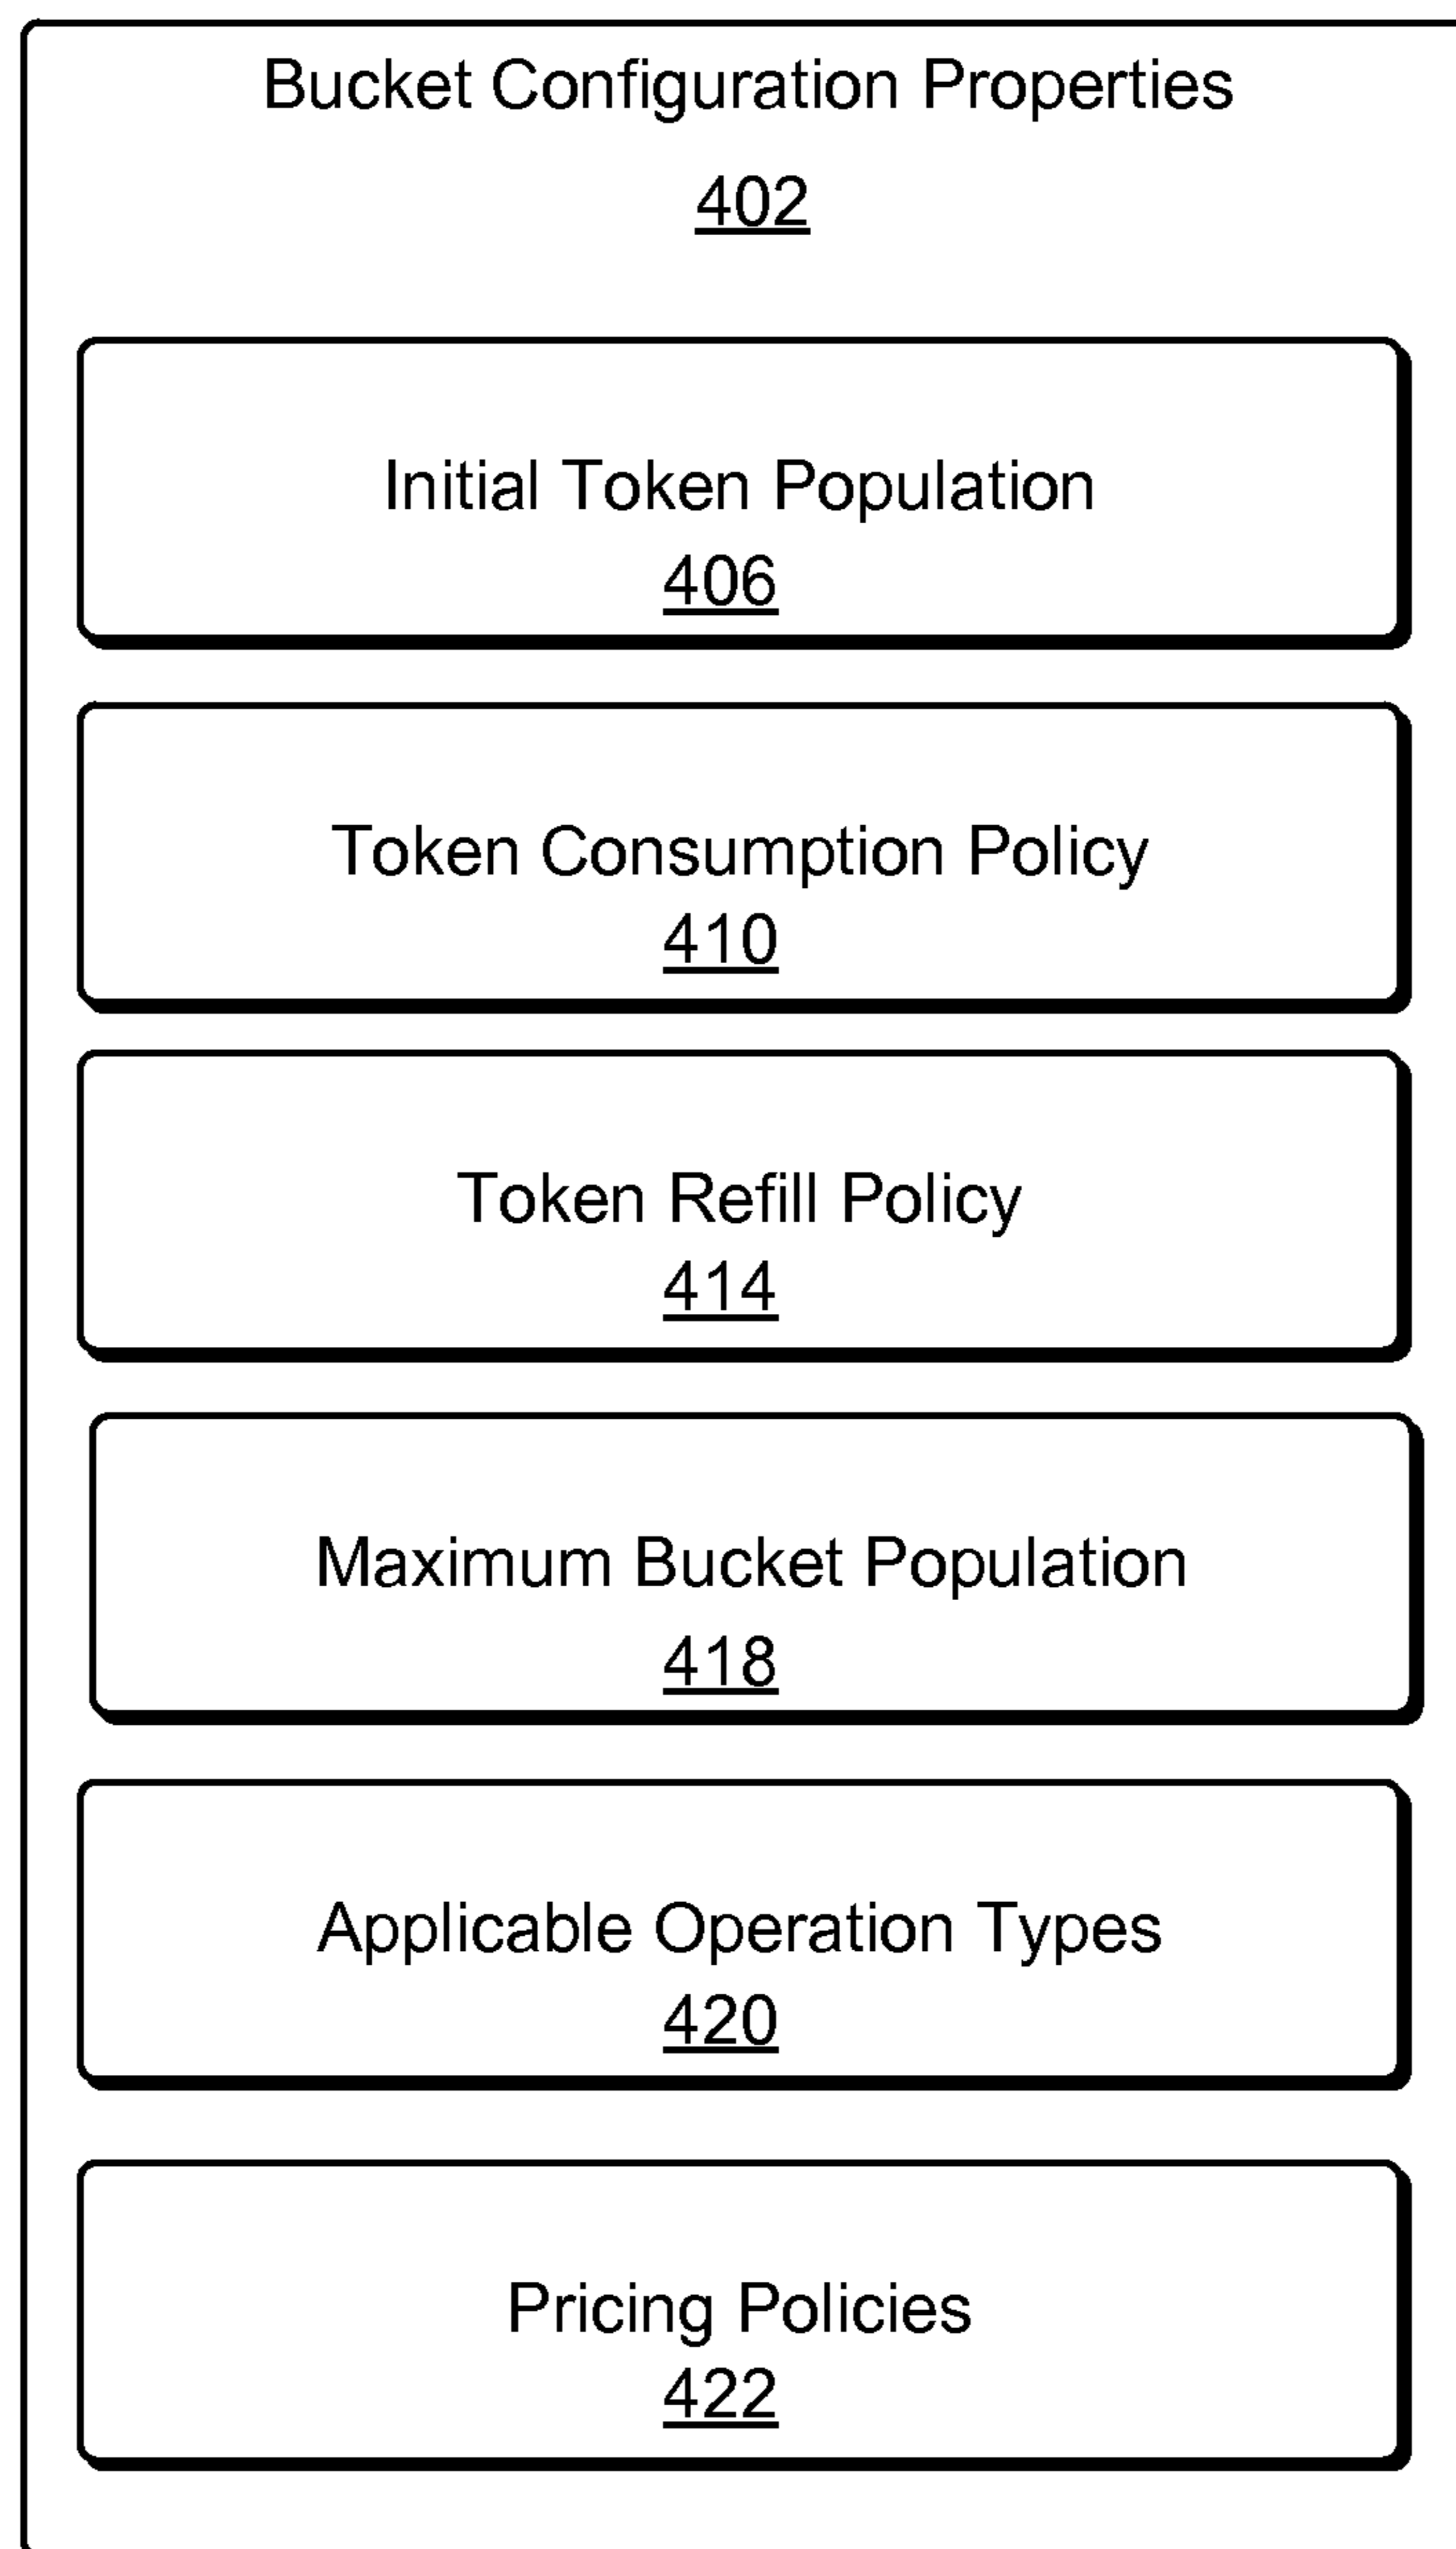 Bucket Configuration Properties
402
Initial Token Population
406
Token Consumption Policy
410
Token Refill Policy
414
Maximum Bucket Population
418
Applicable Operation Types
420
Pricing Policies
422